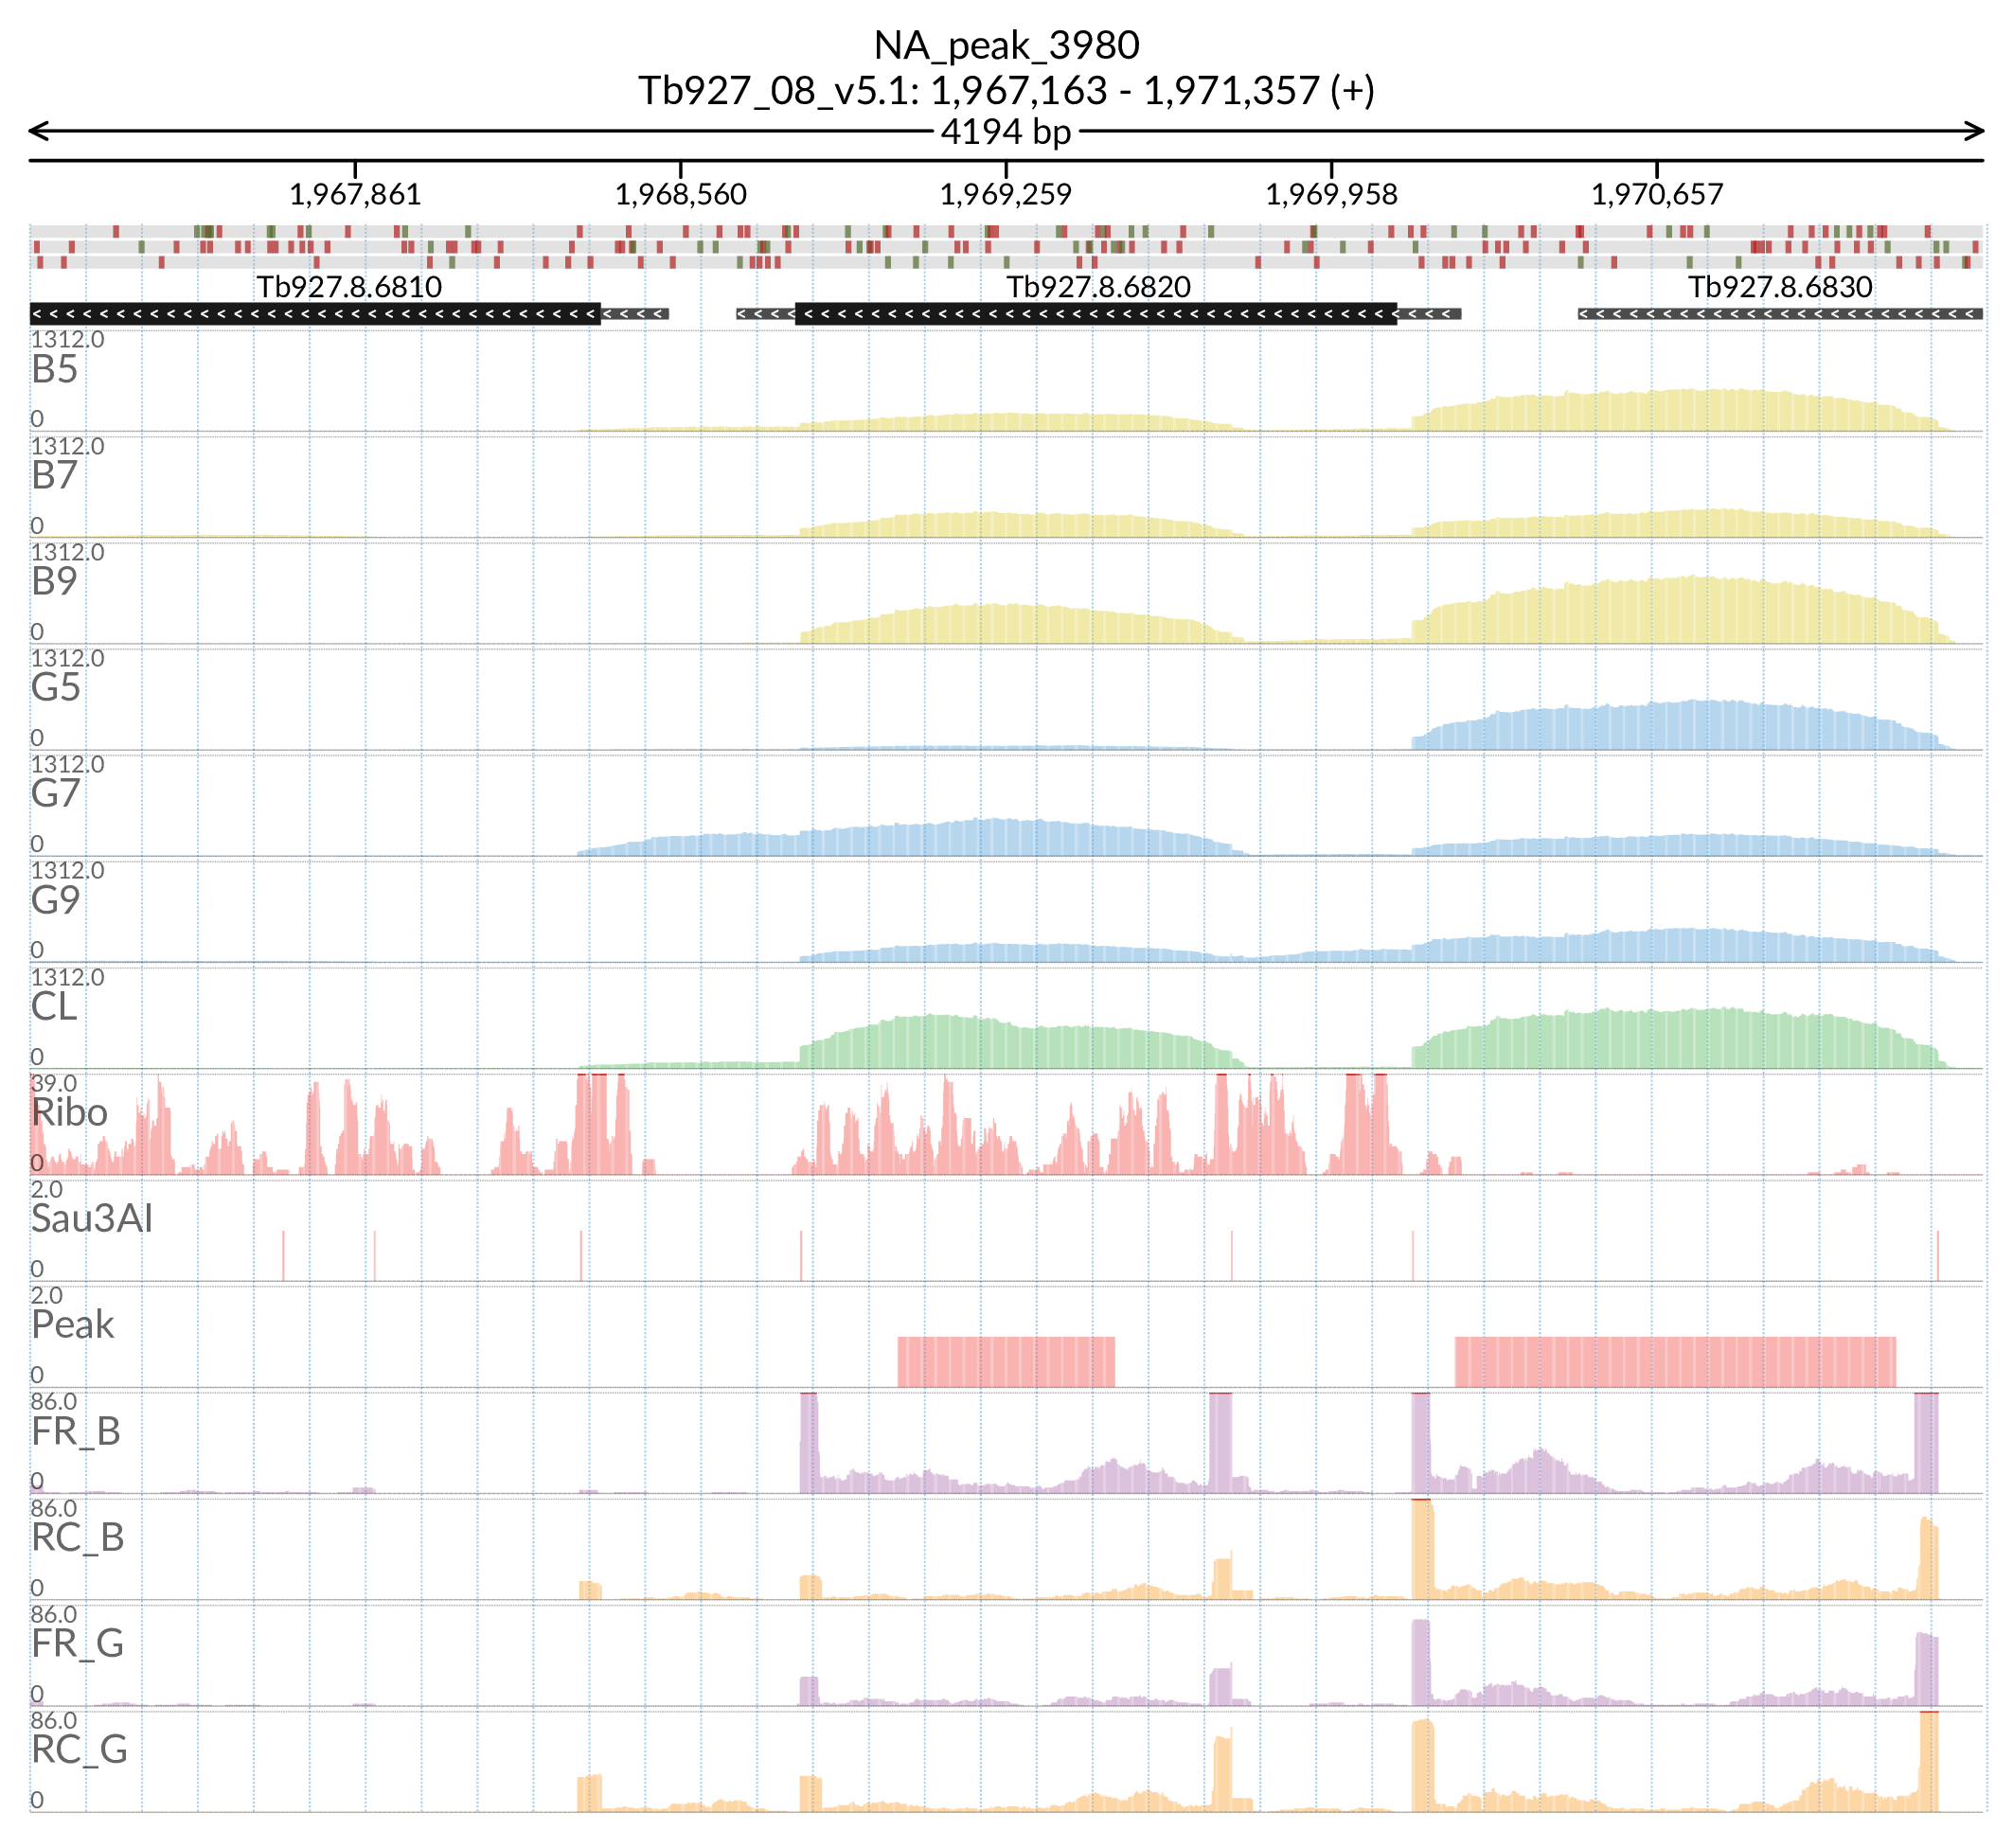 NA_peak_3980
Tb927_08_v5.1: 1,967,163 - 1,971,357 (+)
4194 bp
1,967,861 1,968,560 1,969,259 1,969,958 1,970,657
Tb927.8.6810 Tb927.8.6820 Tb927.8.6830
1312.0
B5
0
1312.0
B7
0
1312.0
B9
0
1312.0
G5
0
1312.0
G7
0
1312.0
G9
0
1312.0
CL
0
39.0
Ribo
0
2.0
Sau3AI
0
2.0
Peak
0
86.0
FR_B
0
86.0
RC_B
0
86.0
FR_G
0
86.0
RC_G
0